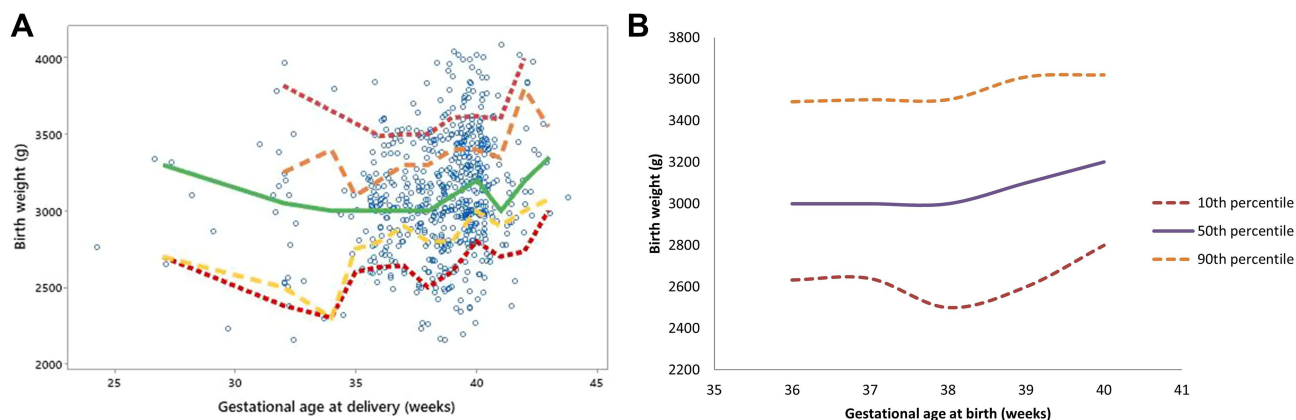 A
4000
3500
3000
2500
2000
Birth weight (g)
25 30 35 40 45
Gestational age at delivery (weeks)
B
3800
3600
3400
3200
3000
2800
2600
2400
2200
Birth weight (g)
35 36 37 38 39 40 41
Gestational age at birth (weeks)
10th percentile
50th percentile
90th percentile